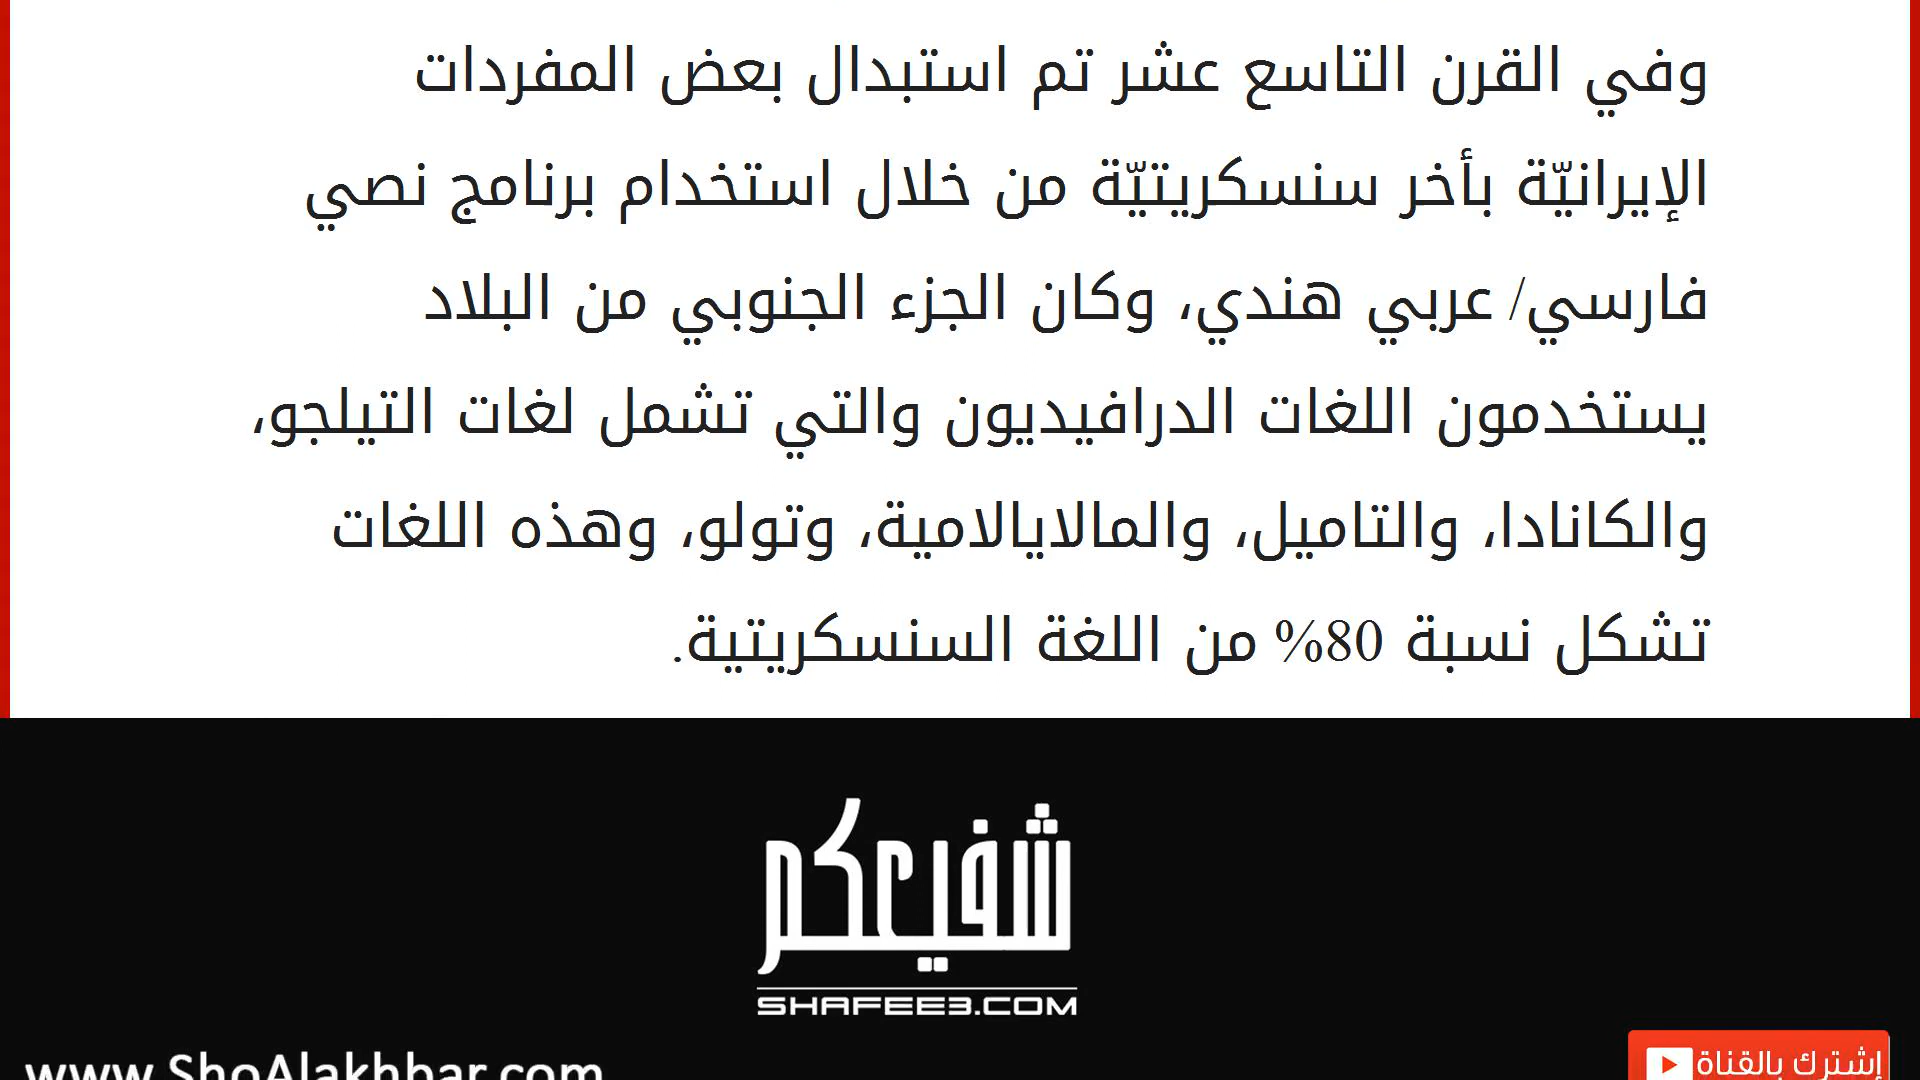 وفي القرن التاسع عشر تم استبدال بعض المفردات
الإيرانيّة بأخر سنسكريتيّة من خلال استخدام برنامج نصي
فارسي/ عربي هندي، وكان الجزء الجنوبي من البلاد
يستخدمون اللغات الدرافيديون والتي تشمل لغات التيلجو،
والكانادا، والتاميل، والمالايالامية، وتولو، وهذه اللغات
تشكل نسبة 80% من اللغة السنسكريتية.
شفيعكم
SHAFEE3.COM
www.ShoAlakhbar.com
إشترك بالقناة